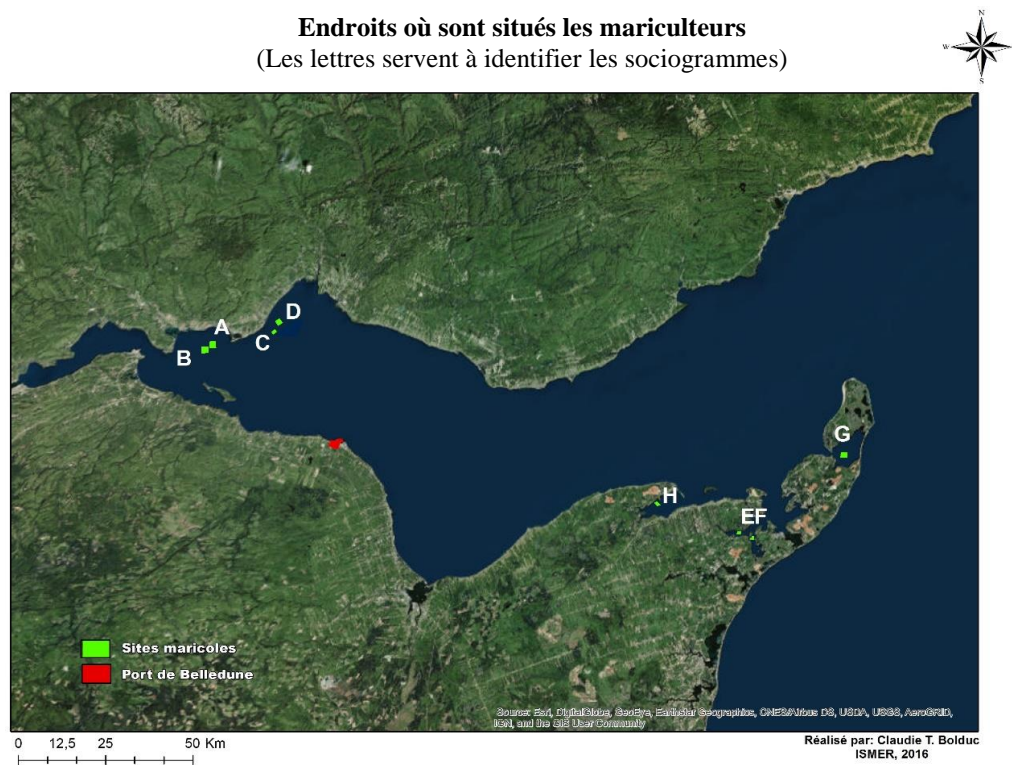 Endroits où sont situés les mariculteurs
(Les lettres servent à identifier les sociogrammes)
N
W
E
S
D
A
C
B
G
H
EF
Sites maricoles
Port de Belledune
Source: Esri, DigitalGlobe, GeoEye, Earthstar Geographics, CNES/Airbus DS, USDA, USGS, AeroGRID,
IGN, and the GIS User Community
0 12,5 25 50 Km
Réalisé par: Claudie T. Bolduc
ISMER, 2016